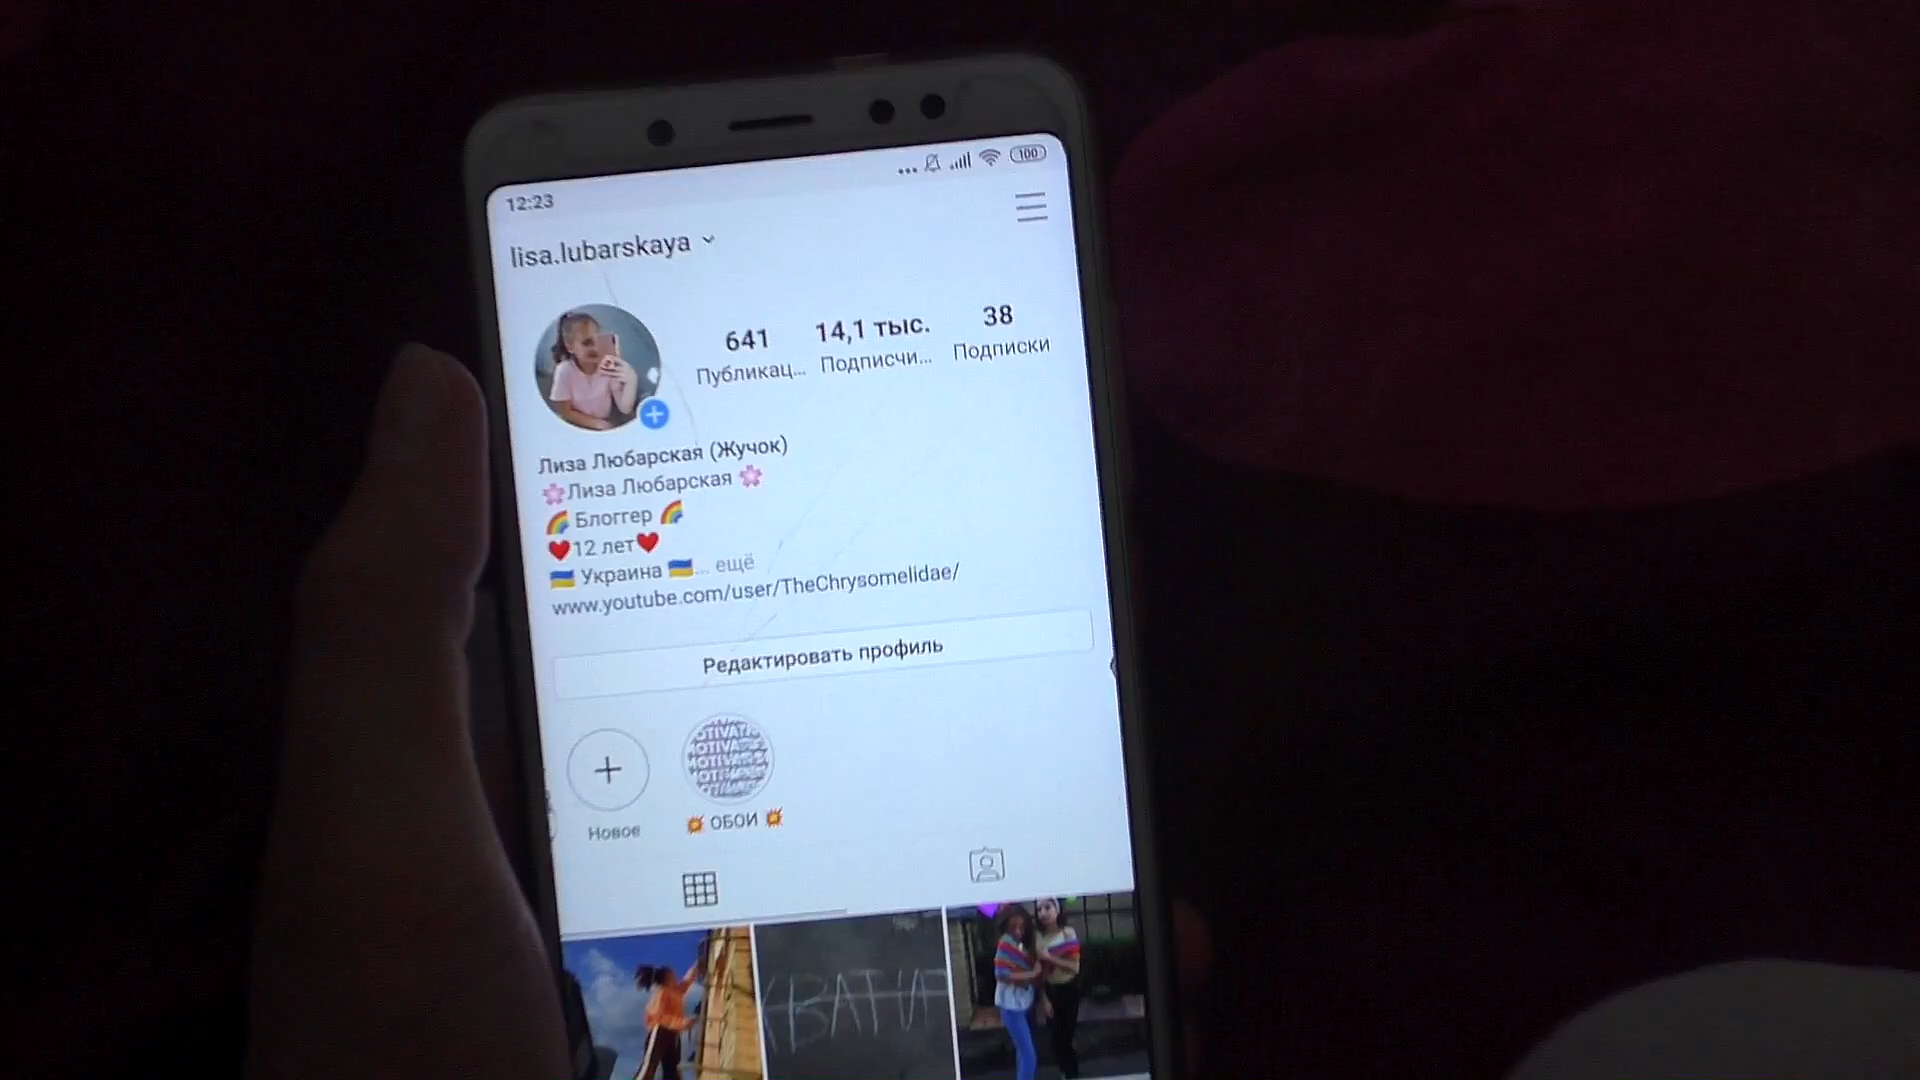 12:23
100
lisa.lubarskaya
641 14,1 тыс. 38
Публикац... Подписчи... Подписки
Лиза Любарская (Жучок)
🌸Лиза Любарская 🌸
🌈 Блоггер 🌈
❤️12 лет❤️
🇺🇦 Украина 🇺🇦... ещё
www.youtube.com/user/TheChrysomelidae/
Редактировать профиль
Новое
💥 ОБОИ 💥